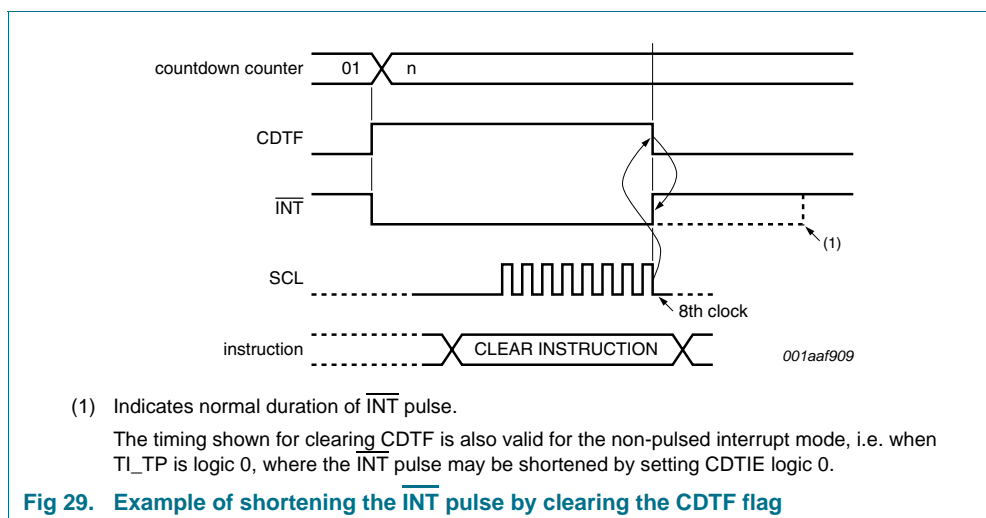 countdown counter 01 n
CDTF
INT
(1)
SCL
8th clock
instruction CLEAR INSTRUCTION 001aaf909
(1) Indicates normal duration of INT pulse.
The timing shown for clearing CDTF is also valid for the non-pulsed interrupt mode, i.e. when
TI_TP is logic 0, where the INT pulse may be shortened by setting CDTIE logic 0.
Fig 29. Example of shortening the INT pulse by clearing the CDTF flag